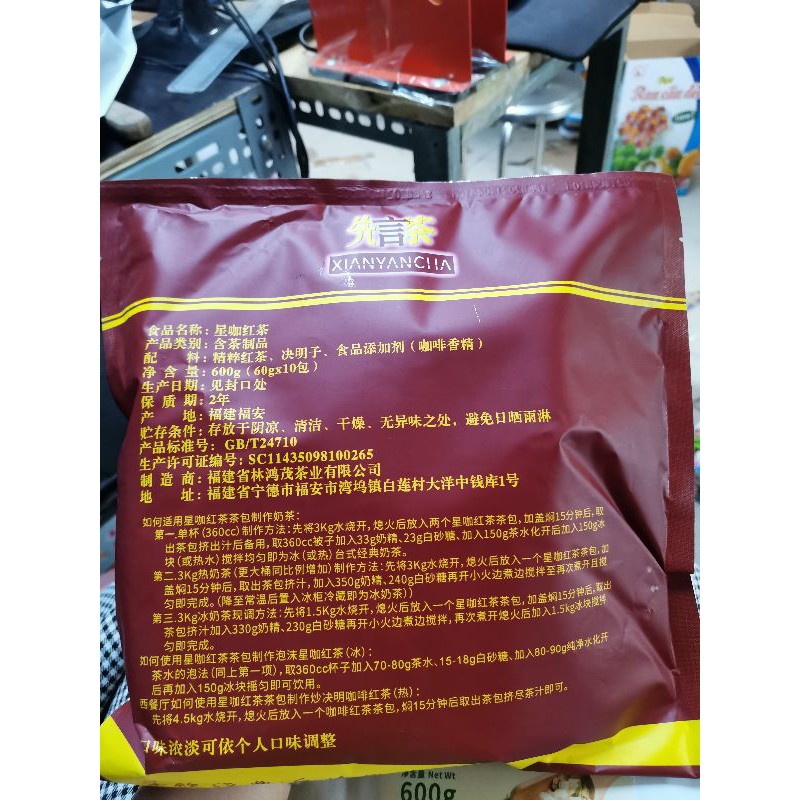 先言茶
XIANYANCHA
食品名称：星咖红茶
产品类别：含茶制品
配 料：精粹红茶、决明子、食品添加剂（咖啡香精）
净 含 量：600g（60gx10包）
生产日期：见封口处
保 质 期：2年
产 地：福建福安
贮存条件：存放于阴凉、清洁、干燥、无异味之处，避免日晒雨淋
产品标准号：GB/T24710
生产许可证编号：SC11435098100265
制 造 商：福建省林鸿茂茶业有限公司
地 址：福建省宁德市福安市湾坞镇白莲村大洋中钱库1号
如何适用星咖红茶茶包制作奶茶：
第一.单杯(360cc)制作方法：先将3Kg水烧开，熄火后放入两个星咖红茶茶包，加盖焖15分钟后，取
出茶包挤出汁后备用，取360cc被子加入33g奶精、23g白砂糖、加入150g茶水化开后加入150g冰
块（或热水）搅拌均匀即为冰（或热）台式经典奶茶。
第二.3Kg热奶茶（更大桶同比例增加）制作方法：先将3Kg水烧开，熄火后放入一个星咖红茶茶包，加
盖焖15分钟后，取出茶包挤汁，加入350g奶精、240g白砂糖再开小火边煮边搅拌至再次煮开且搅
匀即完成。（降至常温后置入冰柜冷藏即为冰奶茶））
第三.3Kg冰奶茶现调方法：先将1.5Kg水烧开，熄火后放入一个星咖红茶茶包，加盖焖15分钟后，取出
茶包挤汁加入330g奶精、230g白砂糖再开小火边煮边搅拌，再次煮开熄火后加入1.5kg冰块搅拌
匀即完成。
如何使用星咖红茶茶包制作泡沫星咖红茶（冰）：
茶水的泡法（同上第一项），取360cc杯子加入70-80g茶水、15-18g白砂糖、加入80-90g纯净水化开
后再加入150g冰块摇匀即可饮用。
西餐厅如何使用星咖红茶茶包制作炒决明咖啡红茶（热）：
先将4.5kg水烧开，熄火后放入一个咖啡红茶茶包，焖15分钟后取出茶包挤尽茶汁即可。
口味浓淡可依个人口味调整
净含量 Net Wt
600g